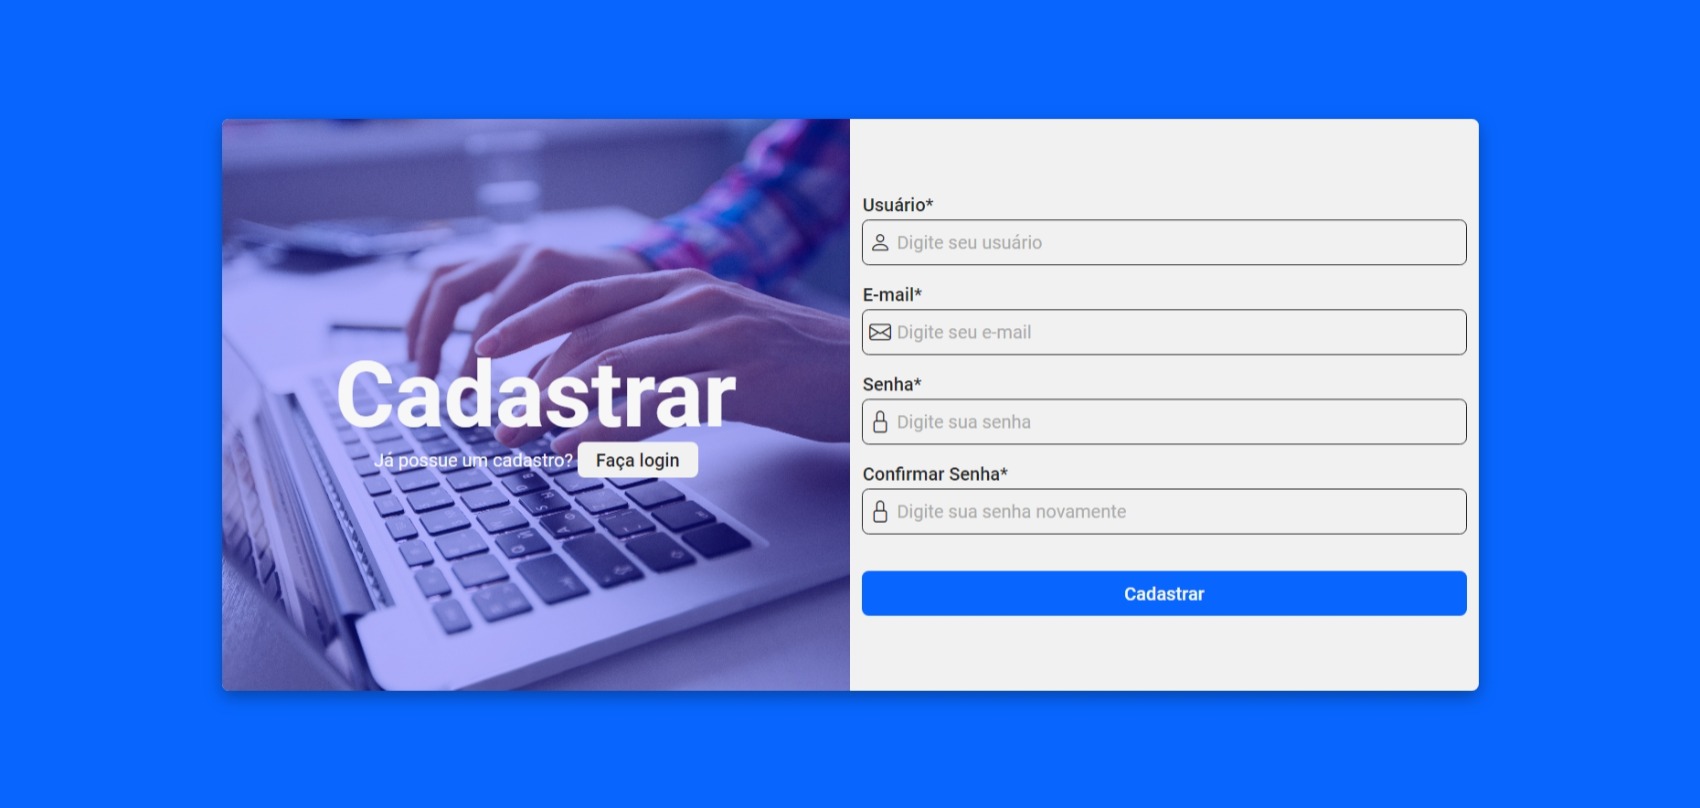 Cadastrar
Já possue um cadastro? Faça login
Usuário*
Digite seu usuário
E-mail*
Digite seu e-mail
Senha*
Digite sua senha
Confirmar Senha*
Digite sua senha novamente
Cadastrar